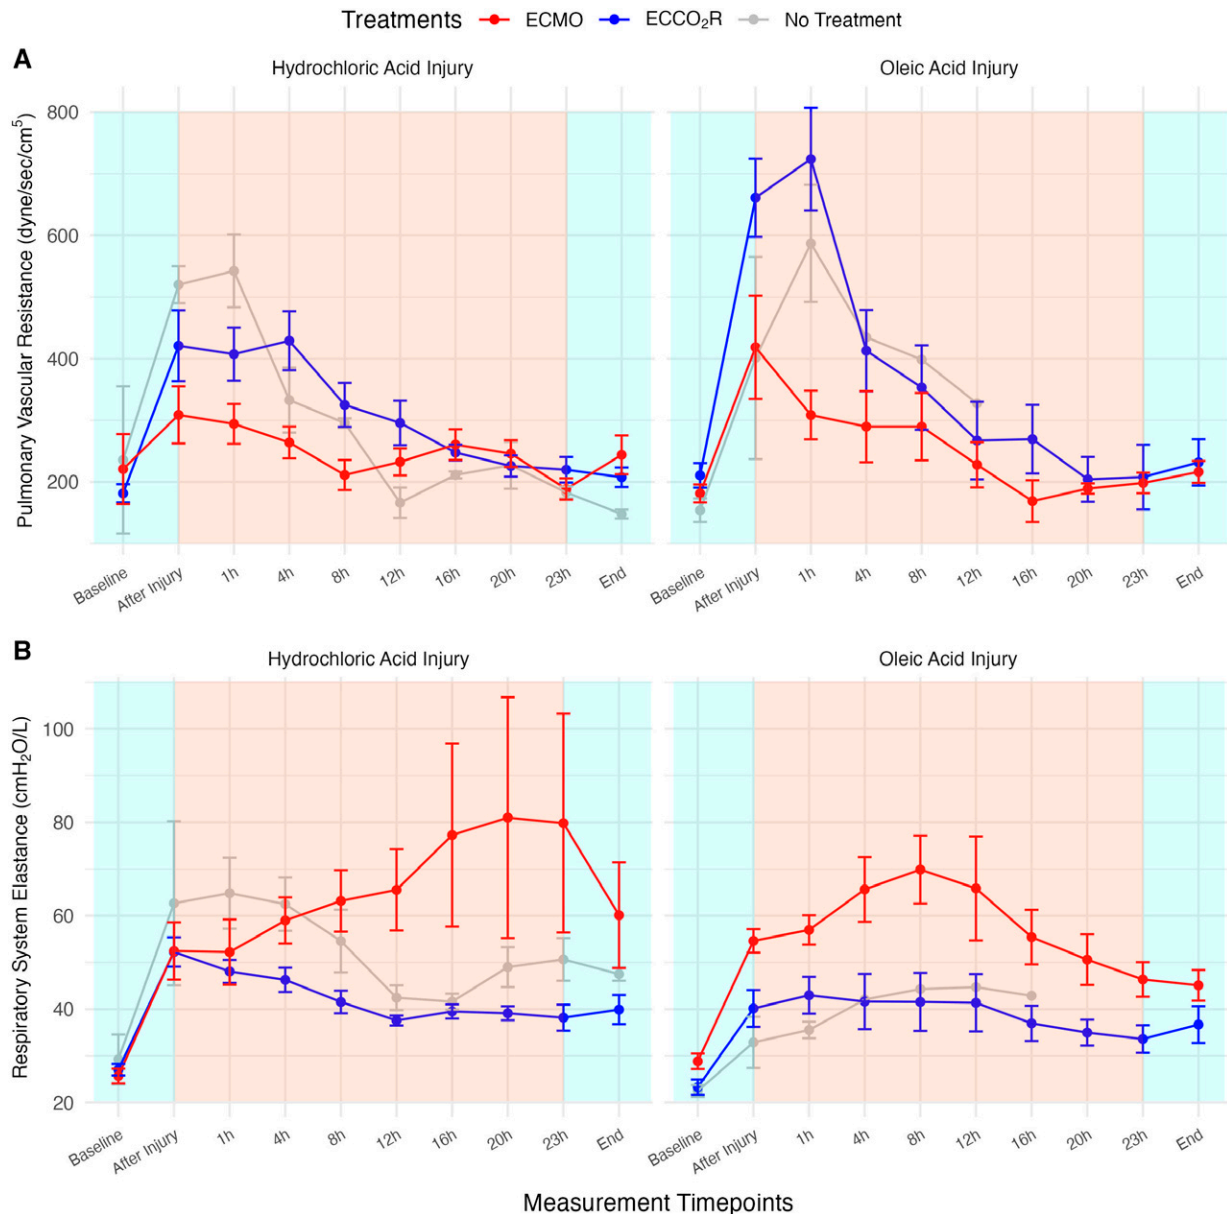 Treatments ECMO ECCO₂R No Treatment
A
Hydrochloric Acid Injury Oleic Acid Injury
Pulmonary Vascular Resistance (dyne/sec/cm⁵)
800
600
400
200
Baseline After Injury 1h 4h 8h 12h 16h 20h 23h End Baseline After Injury 1h 4h 8h 12h 16h 20h 23h End
B
Hydrochloric Acid Injury Oleic Acid Injury
Respiratory System Elastance (cmH₂O/L)
100
80
60
40
20
Baseline After Injury 1h 4h 8h 12h 16h 20h 23h End Baseline After Injury 1h 4h 8h 12h 16h 20h 23h End
Measurement Timepoints